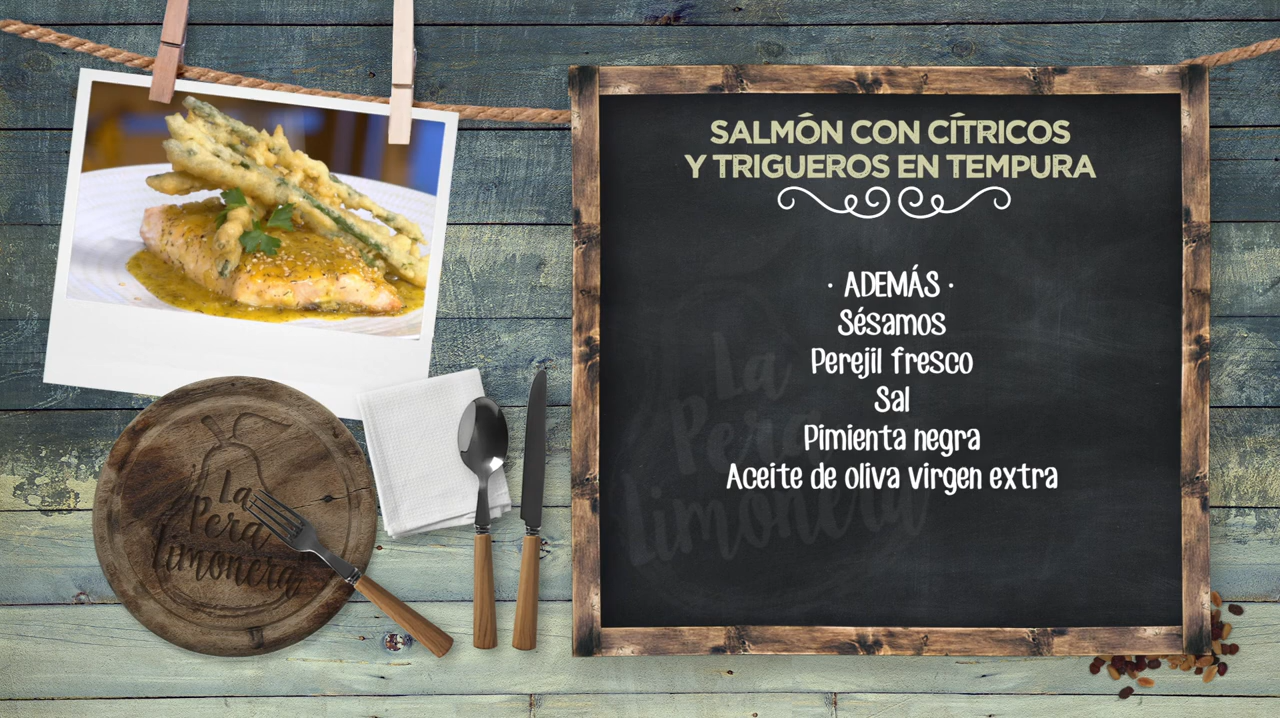 SALMÓN CON CÍTRICOS
Y TRIGUEROS EN TEMPURA
· ADEMÁS ·
Sésamos
Perejil fresco
Sal
Pimienta negra
Aceite de oliva virgen extra
La
Pera
Limonera
La
Pera
Limonera